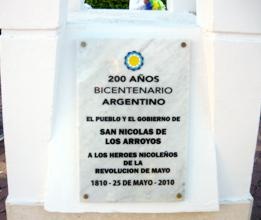 200 AÑOS
BICENTENARIO
ARGENTINO
EL PUEBLO Y EL GOBIERNO DE
SAN NICOLAS DE
LOS ARROYOS
A LOS HEROES NICOLEÑOS
DE LA
REVOLUCION DE MAYO
1810 - 25 DE MAYO - 2010